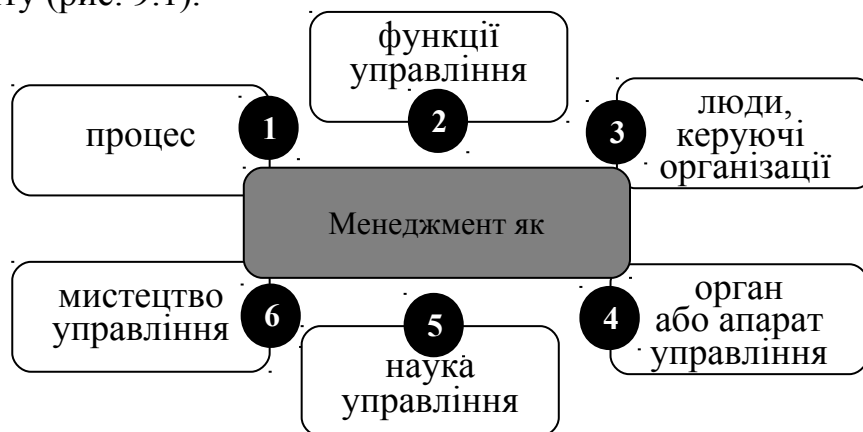 ту (рис. 9.1).
процес
1
функції
управління
2
люди,
керуючі
організації
3
Менеджмент як
орган
або апарат
управління
4
5
наука
управління
мистецтво
управління
6